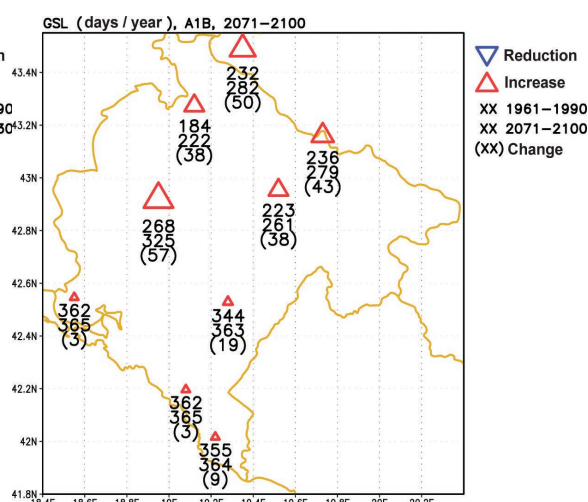 GSL (days / year), A1B, 2071-2100
Reduction
Increase
XX 1961-1990
XX 2071-2100
(XX) Change
43.4N
43.2N
43N
42.8N
42.6N
42.4N
42.2N
42N
41.8N
232
282
(50)
184
222
(38)
236
279
(43)
268
325
(57)
223
261
(38)
362
365
(3)
344
363
(19)
362
365
(3)
355
364
(9)